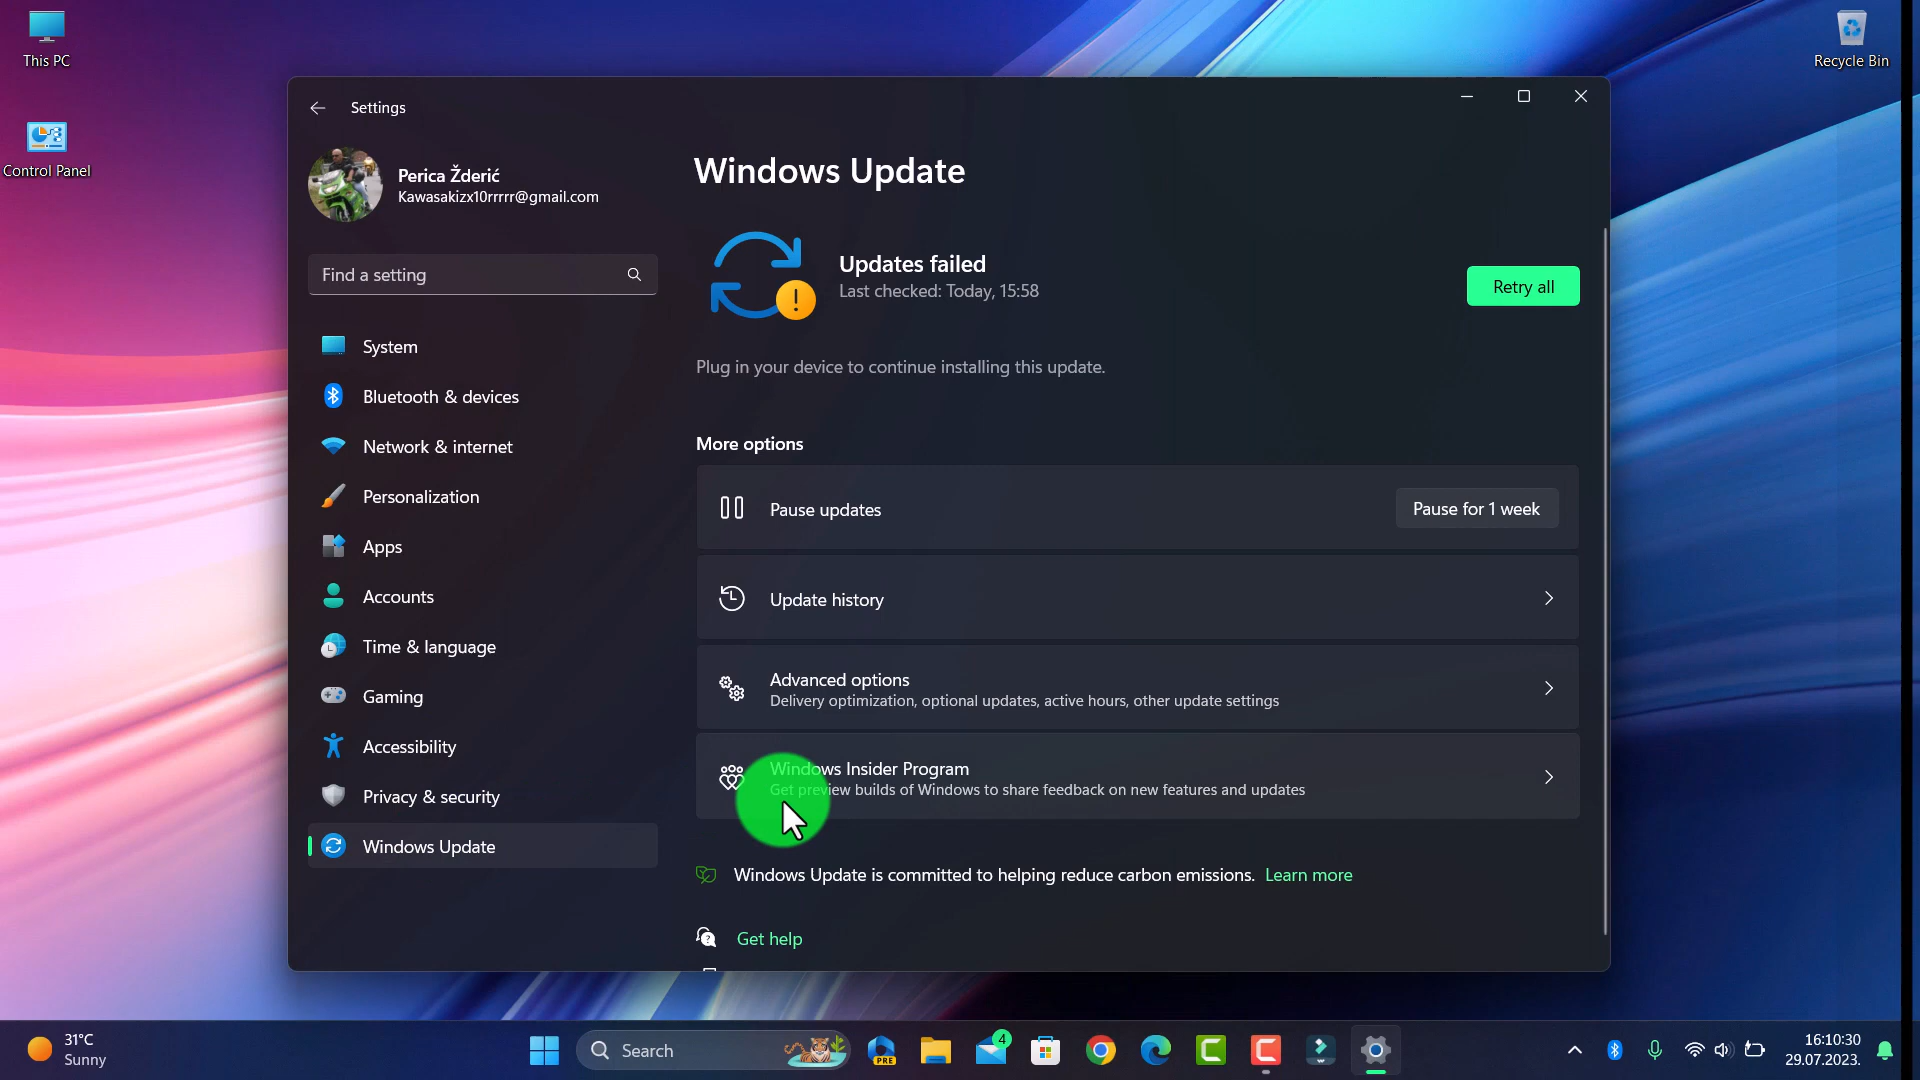 This PC
Recycle Bin
Control Panel
Settings
Perica Žderić
Kawasakizx10rrrrr@gmail.com
Find a setting
System
Bluetooth & devices
Network & internet
Personalization
Apps
Accounts
Time & language
Gaming
Accessibility
Privacy & security
Windows Update
Windows Update
Updates failed
Last checked: Today, 15:58
Retry all
Plug in your device to continue installing this update.
More options
Pause updates
Pause for 1 week
Update history
Advanced options
Delivery optimization, optional updates, active hours, other update settings
Windows Insider Program
Get preview builds of Windows to share feedback on new features and updates
Windows Update is committed to helping reduce carbon emissions. Learn more
Get help
31°C
Sunny
Search
PRE
4
16:10:30
29.07.2023.